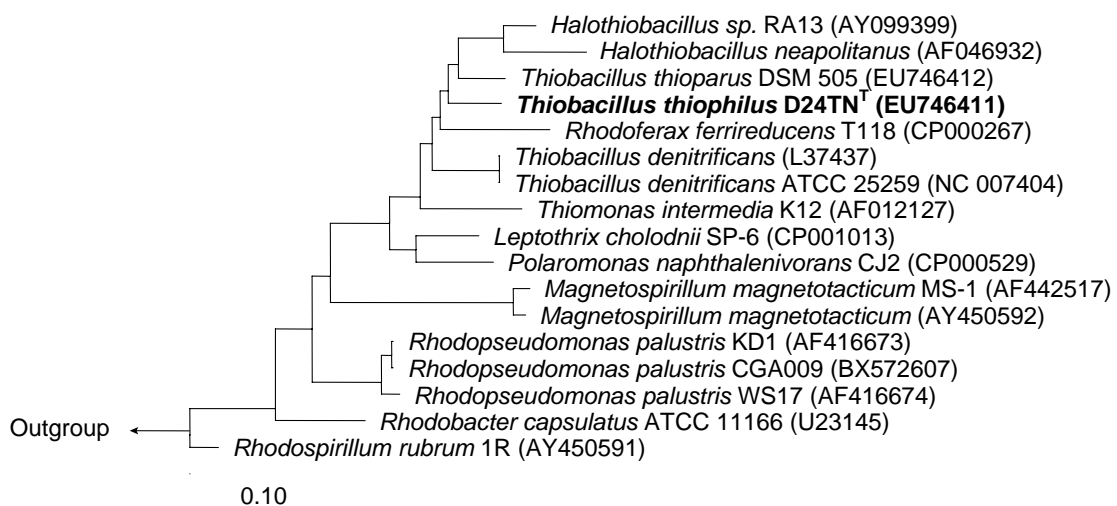 Halothiobacillus sp. RA13 (AY099399)
Halothiobacillus neapolitanus (AF046932)
Thiobacillus thioparus DSM 505 (EU746412)
Thiobacillus thiophilus D24TNᵀ (EU746411)
Rhodoferax ferrireducens T118 (CP000267)
Thiobacillus denitrificans (L37437)
Thiobacillus denitrificans ATCC 25259 (NC 007404)
Thiomonas intermedia K12 (AF012127)
Leptothrix cholodnii SP-6 (CP001013)
Polaromonas naphthalenivorans CJ2 (CP000529)
Magnetospirillum magnetotacticum MS-1 (AF442517)
Magnetospirillum magnetotacticum (AY450592)
Rhodopseudomonas palustris KD1 (AF416673)
Rhodopseudomonas palustris CGA009 (BX572607)
Rhodopseudomonas palustris WS17 (AF416674)
Rhodobacter capsulatus ATCC 11166 (U23145)
Outgroup
Rhodospirillum rubrum 1R (AY450591)
0.10